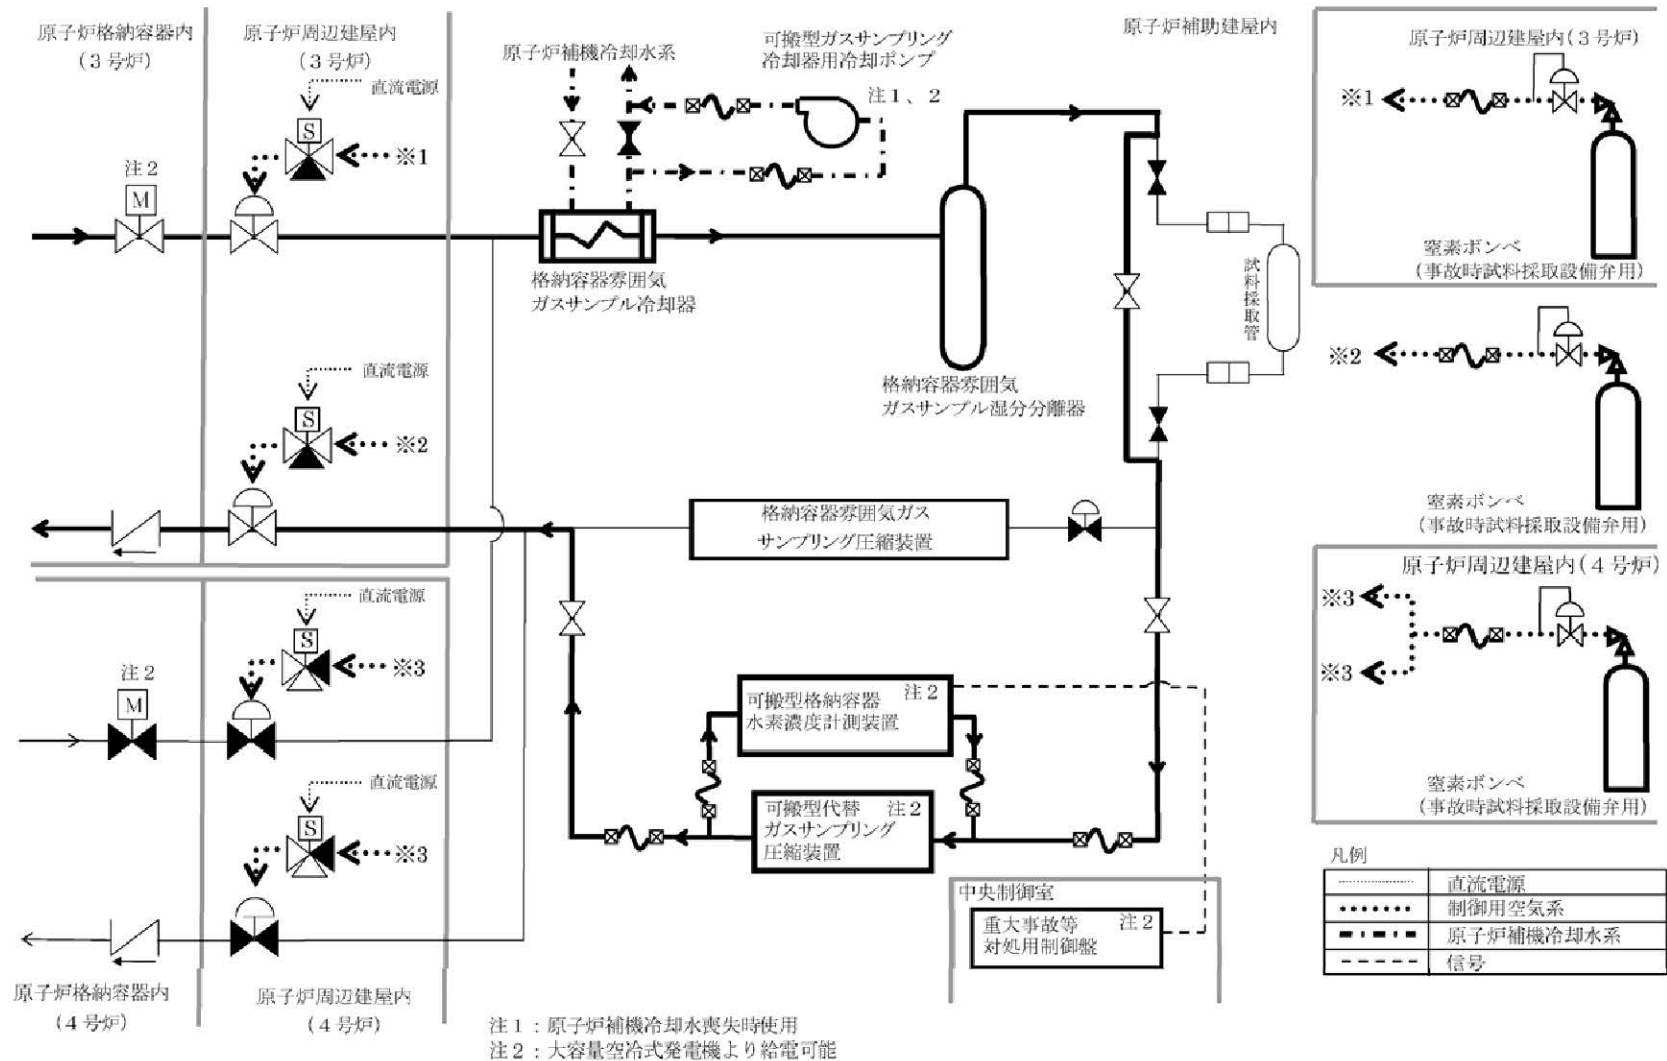 原子炉格納容器内
(3号炉)
原子炉周辺建屋内
(3号炉)
直流電源
S
※1
注2
M
原子炉補機冷却水系
可搬型ガスサンプリング
冷却器用冷却ポンプ
注1、2
原子炉補助建屋内
格納容器雰囲気
ガスサンプル冷却器
格納容器雰囲気
ガスサンプル湿分分離器
試料採取管
原子炉周辺建屋内(3号炉)
※1
窒素ボンベ
(事故時試料採取設備弁用)
※2
窒素ボンベ
(事故時試料採取設備弁用)
直流電源
S
※2
格納容器雰囲気ガス
サンプリング圧縮装置
原子炉周辺建屋内(4号炉)
※3
※3
窒素ボンベ
(事故時試料採取設備弁用)
直流電源
S
※3
注2
M
直流電源
S
※3
可搬型格納容器
水素濃度計測装置
注2
可搬型代替
ガスサンプリング
圧縮装置
注2
中央制御室
重大事故等
対処用制御盤
注2
凡例
直流電源
制御用空気系
原子炉補機冷却水系
信号
原子炉格納容器内
(4号炉)
原子炉周辺建屋内
(4号炉)
注1:原子炉補機冷却水喪失時使用
注2:大容量空冷式発電機より給電可能